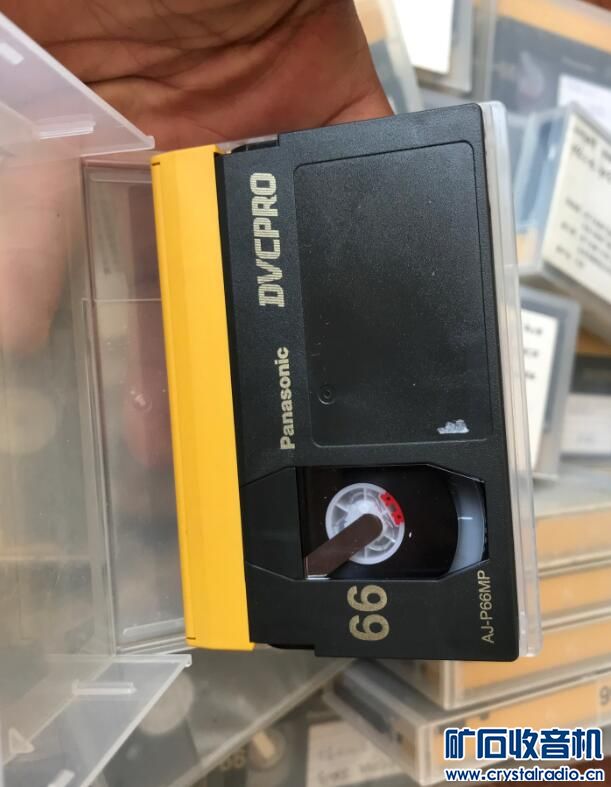 Panasonic
DVCPRO
66
AJ-P66MP
矿石收音机
www.crystalradio.cn